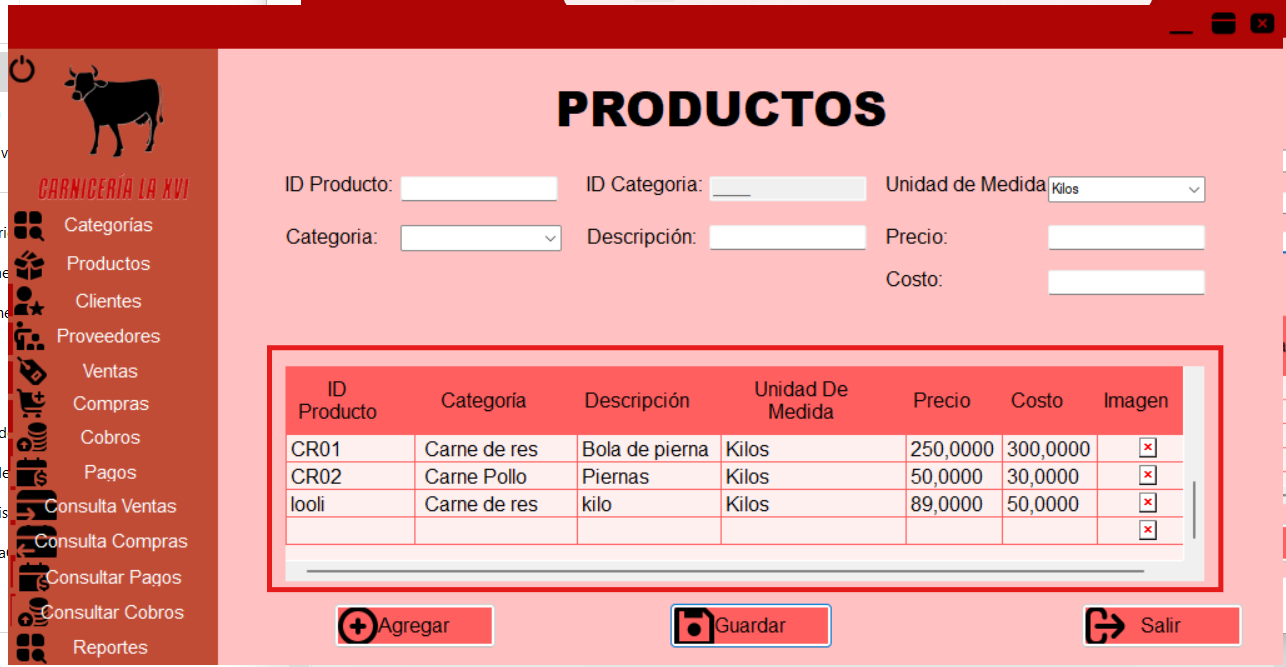 PRODUCTOS
CARNICERÍA LA XVI
Categorías
Productos
Clientes
Proveedores
Ventas
Compras
Cobros
Pagos
Consulta Ventas
Consulta Compras
Consultar Pagos
Consultar Cobros
Reportes
ID Producto: ID Categoria: ____ Unidad de Medida Kilos
Categoria: Descripción: Precio:
Costo:
ID Producto Categoría Descripción Unidad De Medida Precio Costo Imagen
CR01 Carne de res Bola de pierna Kilos 250,0000 300,0000
CR02 Carne Pollo Piernas Kilos 50,0000 30,0000
looli Carne de res kilo Kilos 89,0000 50,0000
Agregar Guardar Salir